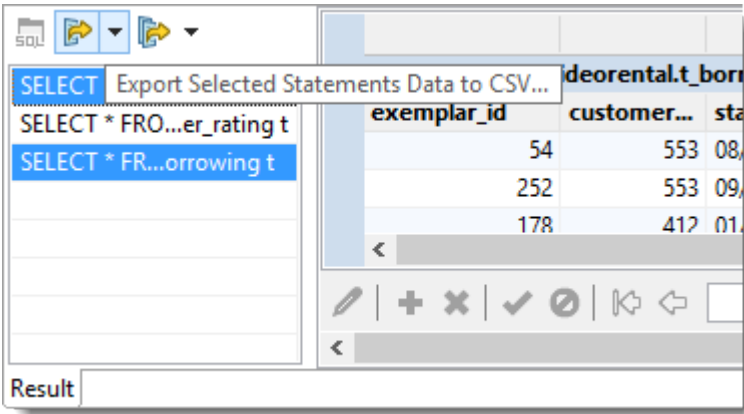 SQL
SELECT
Export Selected Statements Data to CSV...
ideorental.t_borr
SELECT * FRO...er_rating t
exemplar_id customer... sta
SELECT * FR...orrowing t
54 553 08/
252 553 09/
178 412 01/
Result